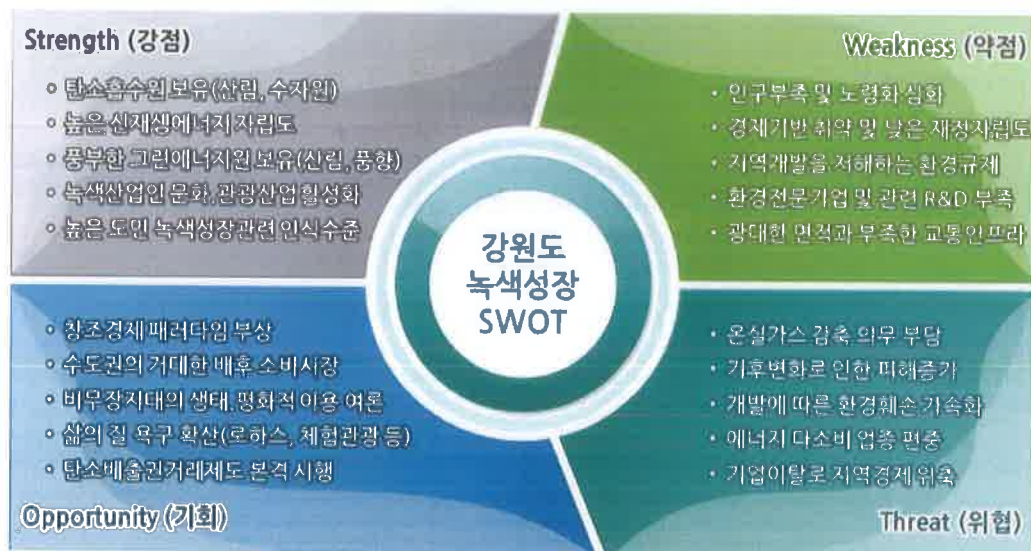 Strength (강점)
• 탄소흡수원 보유(산림, 수자원)
• 높은 신재생에너지 자립도
• 풍부한 그린에너지원 보유(산림, 풍향)
• 녹색산업인 문화, 관광산업 활성화
• 높은 도민 녹색성장관련 인식수준
Weakness (약점)
• 인구부족 및 노령화 심화
• 경제기반 취약 및 낮은 재정자립도
• 지역개발을 저해하는 환경규제
• 환경전문기업 및 관련 R&D 부족
• 광대한 면적과 부족한 교통인프라
강원도
녹색성장
SWOT
• 창조경제 패러다임 부상
• 수도권의 거대한 배후 소비시장
• 비무장지대의 생태.평화적 이용 여론
• 삶의 질 욕구 확산(로하스, 체험관광 등)
• 탄소배출권거래제도 본격 시행
Opportunity (기회)
• 온실가스 감축 의무 부담
• 기후변화로 인한 피해증가
• 개발에 따른 환경훼손 가속화
• 에너지 다소비 업종 편중
• 기업이탈로 지역경제 위축
Threat (위협)